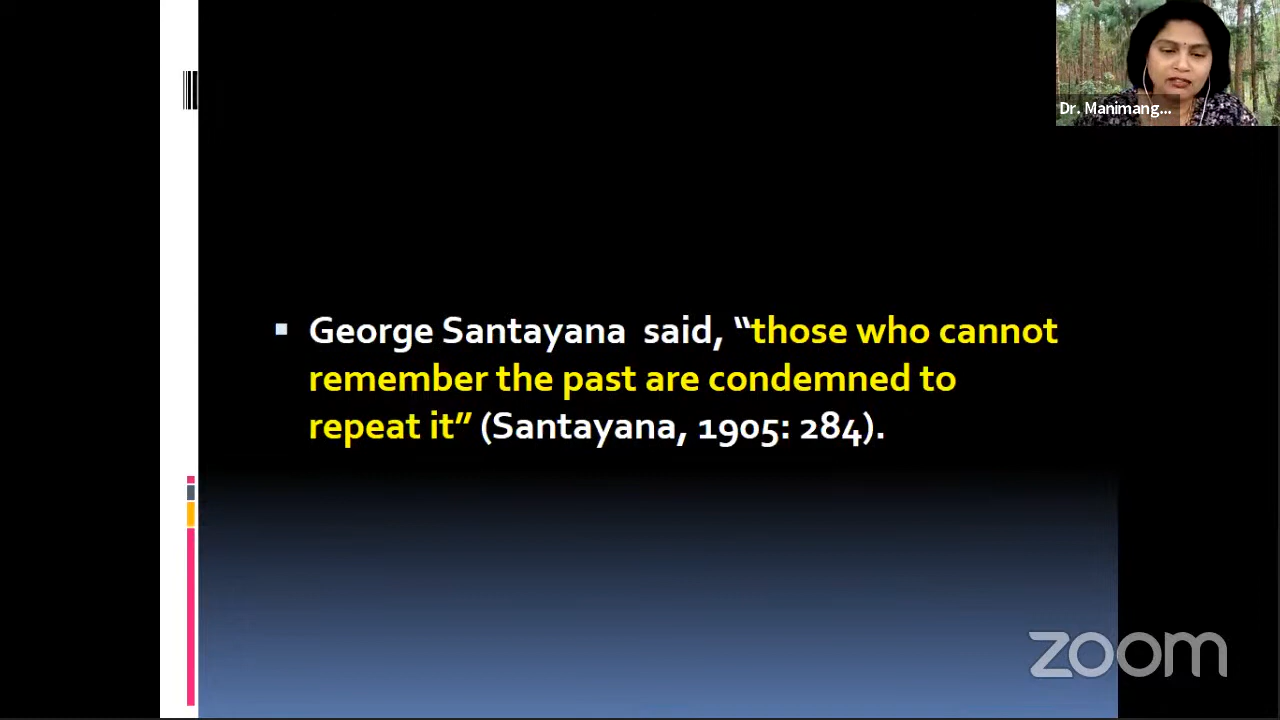 Dr. Manimang...
George Santayana said, “those who cannot
remember the past are condemned to
repeat it” (Santayana, 1905: 284).
zoom